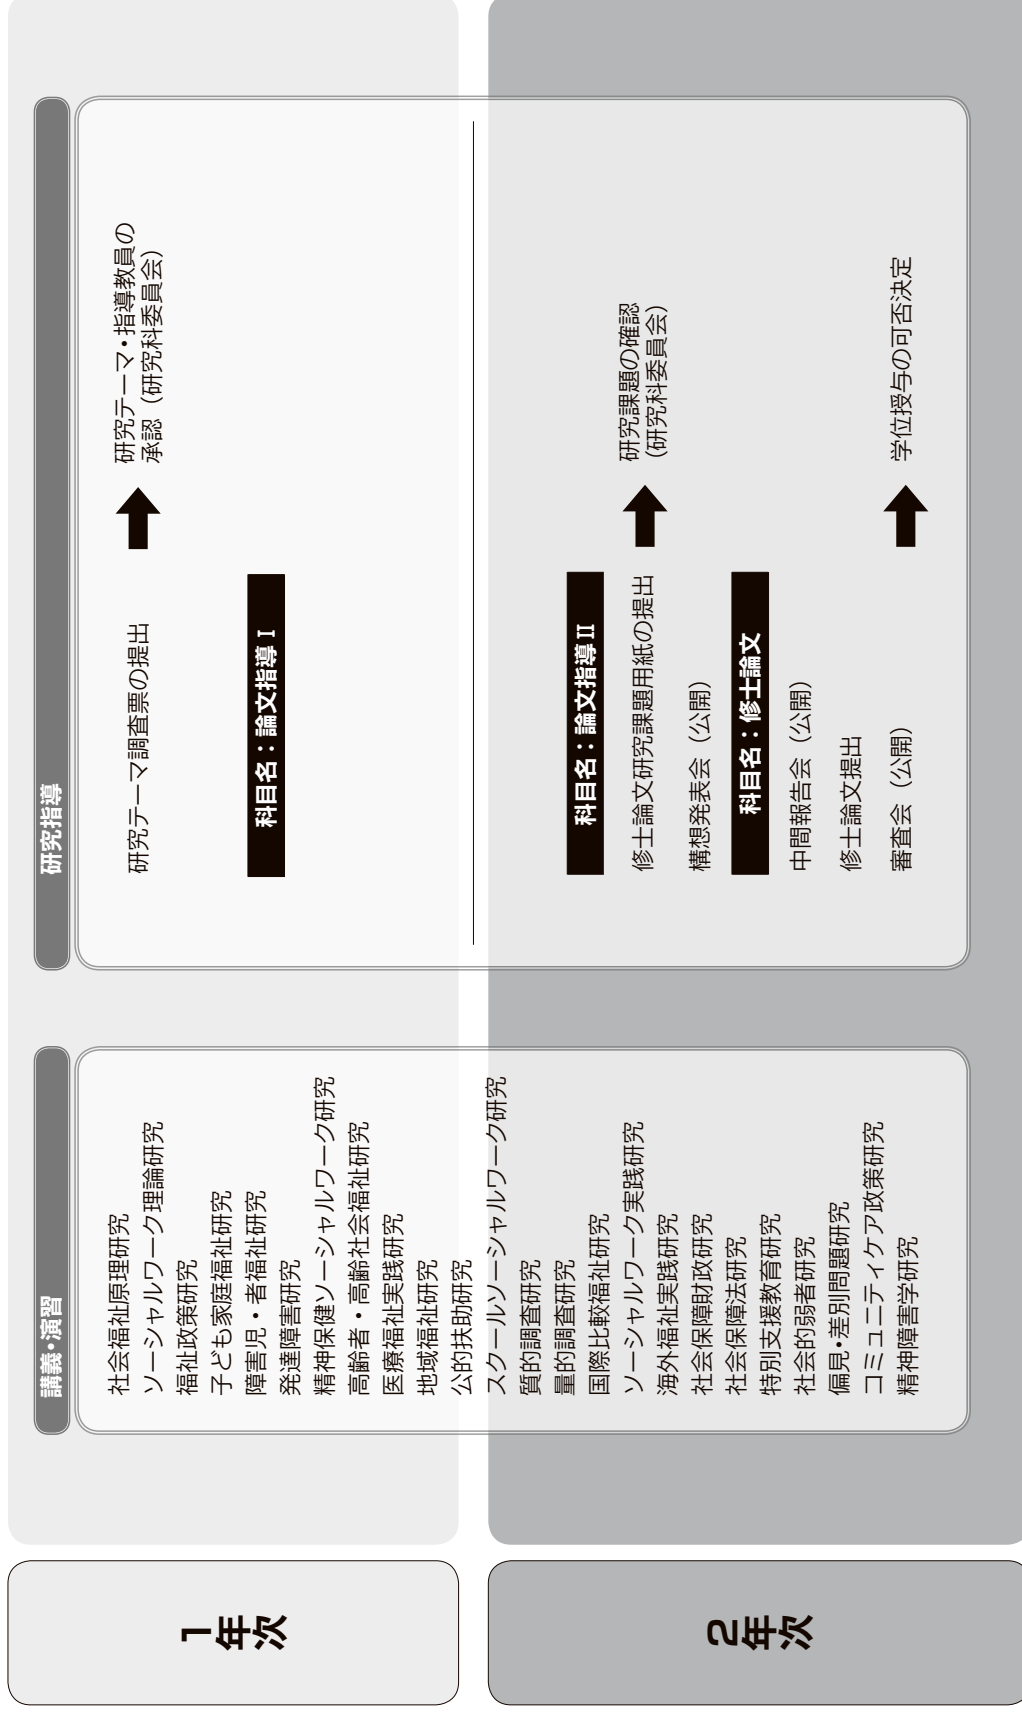 1年次
2年次
講義・演習
社会福祉原理研究
ソーシャルワーク理論研究
福祉政策研究
子ども家庭福祉研究
障害児・者福祉研究
発達障害研究
精神保健ソーシャルワーク研究
高齢者・高齢社会福祉研究
医療福祉実践研究
地域福祉研究
公的扶助研究
スクールソーシャルワーク研究
質的調査研究
量的調査研究
国際比較福祉研究
ソーシャルワーク実践研究
海外福祉実践研究
社会保障財政研究
社会保障法研究
特別支援教育研究
社会的弱者研究
偏見・差別問題研究
コミュニティケア政策研究
精神障害学研究
研究指導
研究テーマ調査票の提出
研究テーマ・指導教員の
承認（研究科委員会）
科目名：論文指導Ⅰ
科目名：論文指導Ⅱ
修士論文研究課題用紙の提出
研究課題の確認
（研究科委員会）
構想発表会（公開）
科目名：修士論文
中間報告会（公開）
修士論文提出
審査会（公開）
学位授与の可否決定